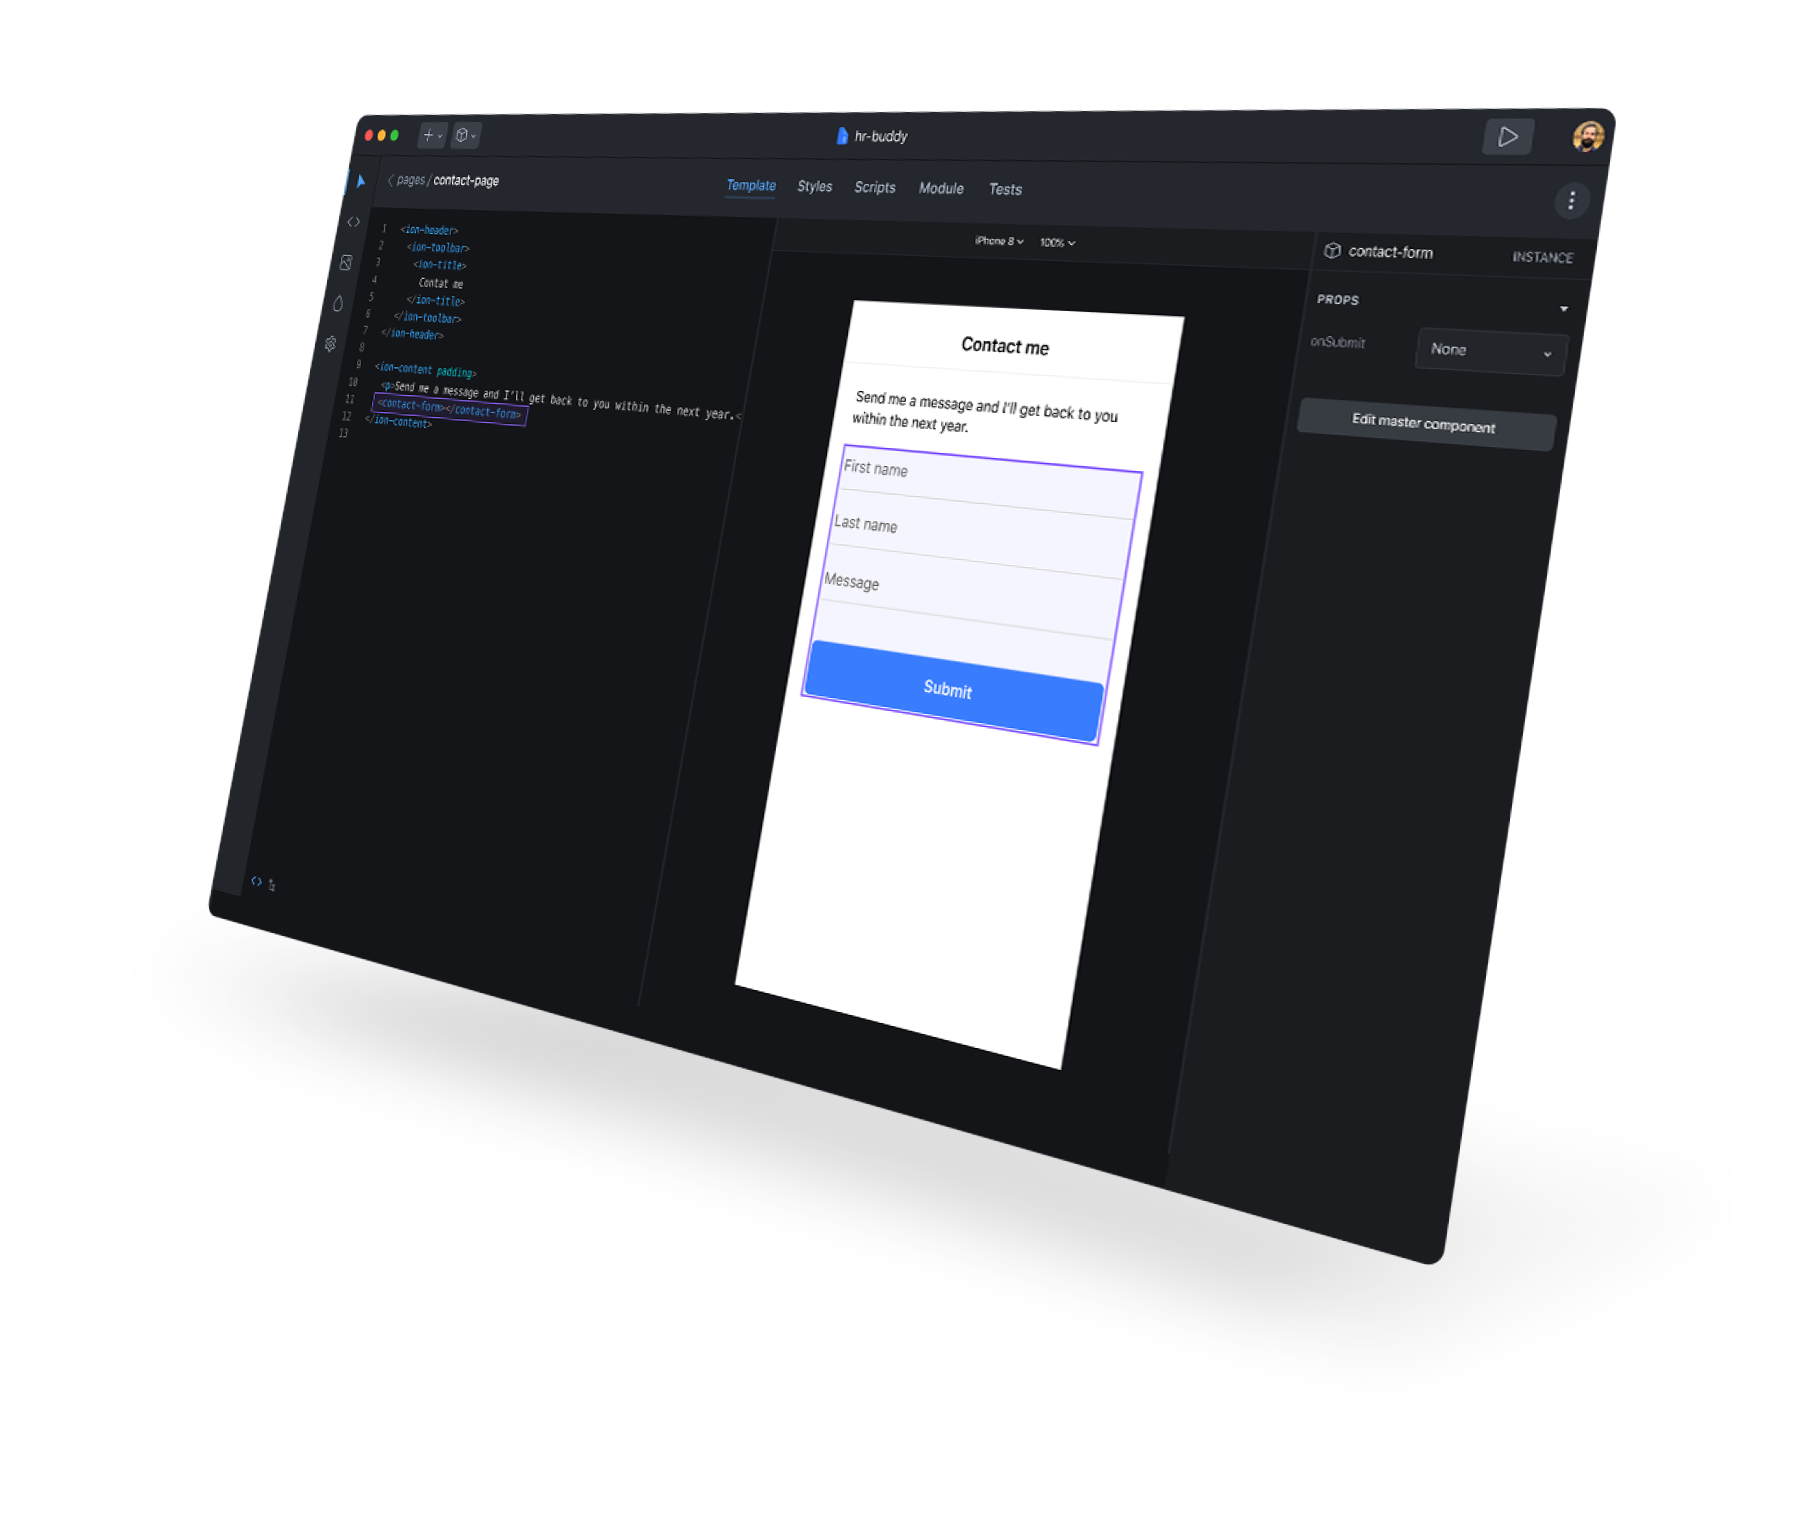 hr-buddy
pages / contact-page
Template Styles Scripts Module Tests
1 <ion-header>
2 <ion-toolbar>
3 <ion-title>
4 Contat me
5 </ion-title>
6 </ion-toolbar>
7 </ion-header>
8
9 <ion-content padding>
10 <p>Send me a message and I'll get back to you within the next year.<
11 <contact-form></contact-form>
12 </ion-content>
13
iPhone 8 100%
Contact me
Send me a message and I'll get back to you
within the next year.
First name
Last name
Message
Submit
contact-form INSTANCE
PROPS
onSubmit None
Edit master component